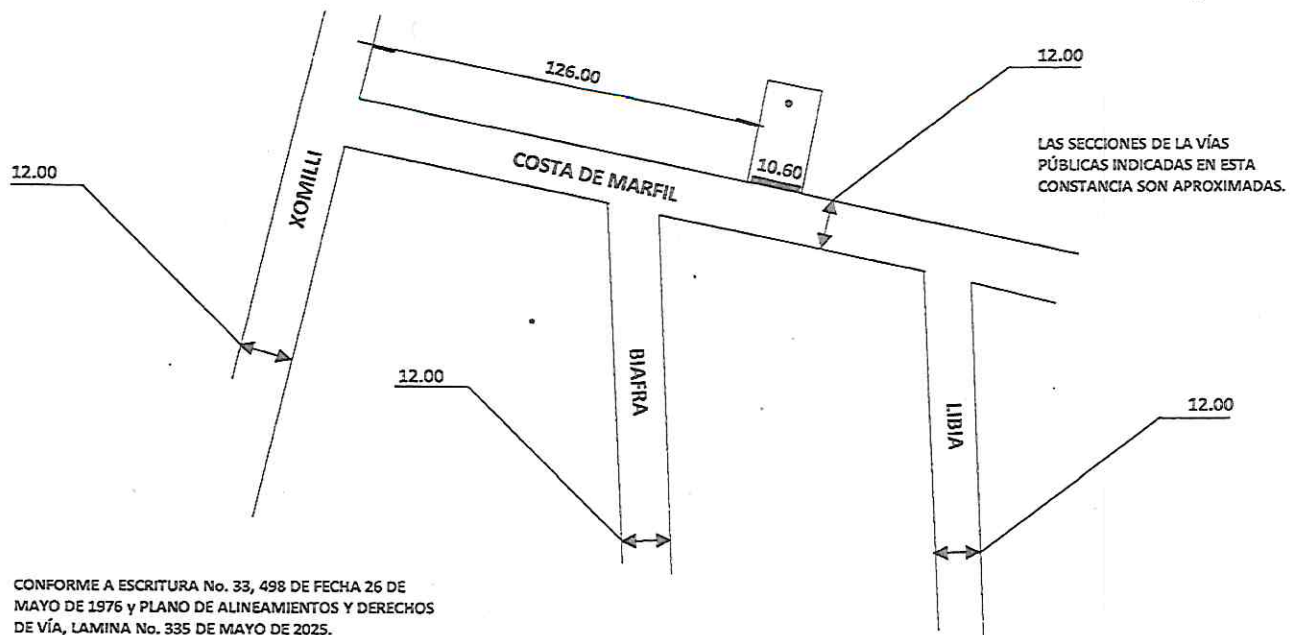 126.00
12.00
LAS SECCIONES DE LA VÍAS
PÚBLICAS INDICADAS EN ESTA
CONSTANCIA SON APROXIMADAS.
12.00
XOMILLI
COSTA DE MARFIL
10.60
12.00
BIAFRA
LIBIA
12.00
CONFORME A ESCRITURA No. 33, 498 DE FECHA 26 DE
MAYO DE 1976 y PLANO DE ALINEAMIENTOS Y DERECHOS
DE VÍA, LAMINA No. 335 DE MAYO DE 2025.